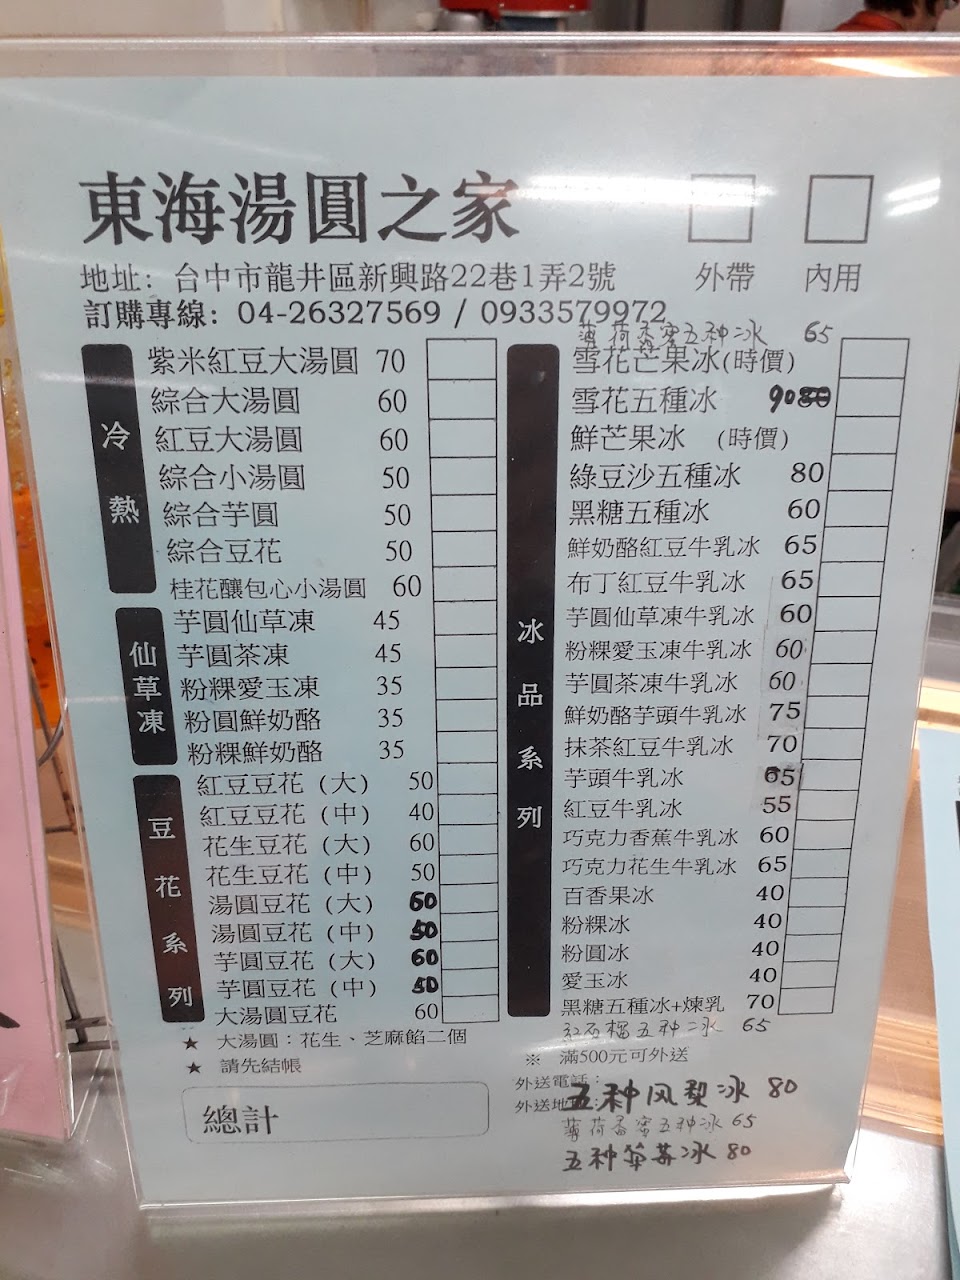 東海湯圓之家
外帶 內用
地址: 台中市龍井區新興路22巷1弄2號
訂購專線: 04-26327569 / 0933579972
冷熱
紫米紅豆大湯圓 70
綜合大湯圓 60
紅豆大湯圓 60
綜合小湯圓 50
綜合芋圓 50
綜合豆花 50
桂花釀包心小湯圓 60
仙草凍
芋圓仙草凍 45
芋圓茶凍 45
粉粿愛玉凍 35
粉圓鮮奶酪 35
粉粿鮮奶酪 35
豆花系列
紅豆豆花 (大) 50
紅豆豆花 (中) 40
花生豆花 (大) 60
花生豆花 (中) 50
湯圓豆花 (大) 60
湯圓豆花 (中) 50
芋圓豆花 (大) 60
芋圓豆花 (中) 50
大湯圓豆花 60
★ 大湯圓：花生、芝麻餡二個
★ 請先結帳
總計
冰品系列
薄荷香蜜五种冰 65
雪花芒果冰(時價)
雪花五種冰 90
鮮芒果冰 (時價)
綠豆沙五種冰 80
黑糖五種冰 60
鮮奶酪紅豆牛乳冰 65
布丁紅豆牛乳冰 65
芋圓仙草凍牛乳冰 60
粉粿愛玉凍牛乳冰 60
芋圓茶凍牛乳冰 60
鮮奶酪芋頭牛乳冰 75
抹茶紅豆牛乳冰 70
芋頭牛乳冰 65
紅豆牛乳冰 55
巧克力香蕉牛乳冰 60
巧克力花生牛乳冰 65
百香果冰 40
粉粿冰 40
粉圓冰 40
愛玉冰 40
黑糖五種冰+煉乳 70
紅石榴五种冰 65
※ 滿500元可外送
外送電話：
外送地
五种风梨冰 80
薄荷香蜜五种冰 65
五种草莓冰 80